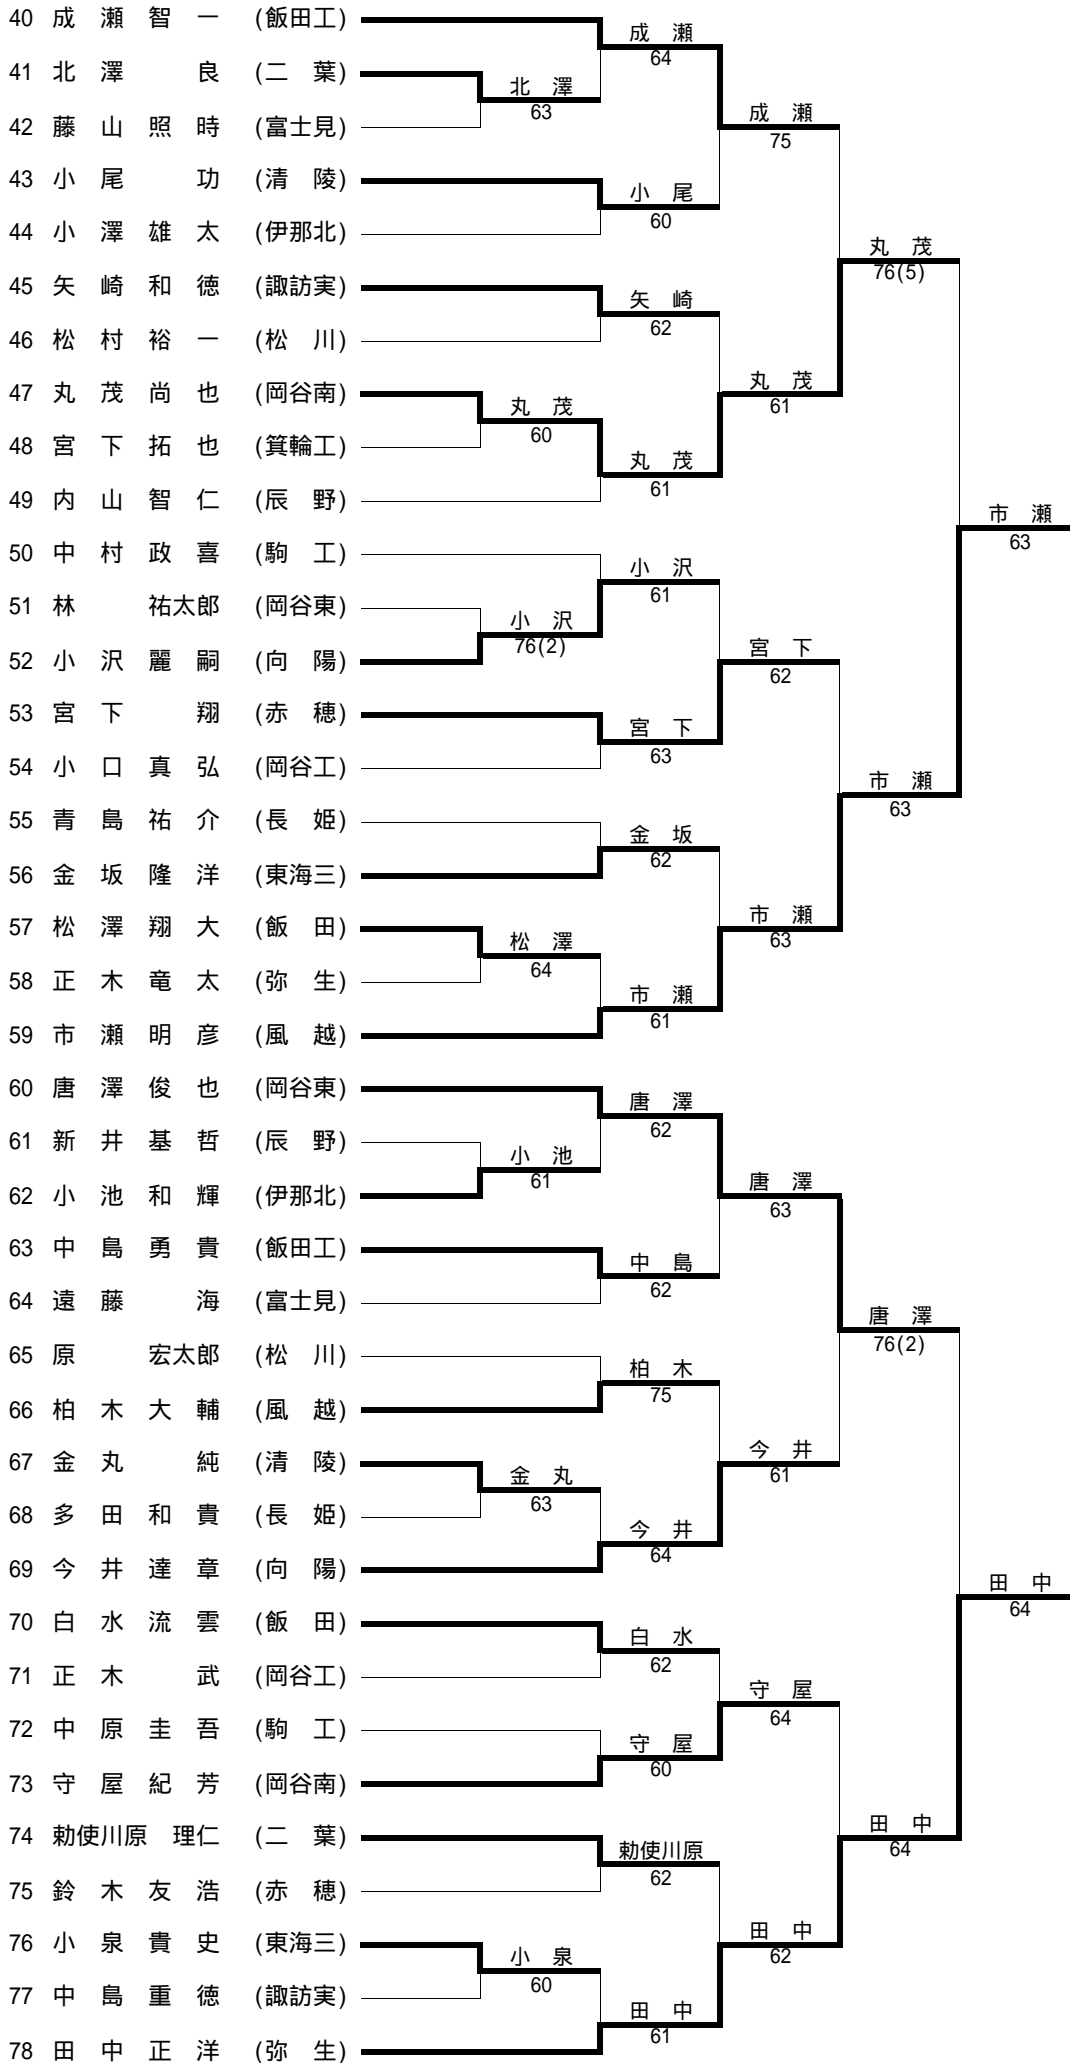 40 成瀬智一 (飯田工)
成瀬
64
41 北澤良 (二葉)
北澤
63
42 藤山照時 (富士見)
成瀬
75
43 小尾功 (清陵)
小尾
60
44 小澤雄太 (伊那北)
丸茂
76(5)
45 矢崎和徳 (諏訪実)
矢崎
62
46 松村裕一 (松川)
丸茂
61
47 丸茂尚也 (岡谷南)
丸茂
60
48 宮下拓也 (箕輪工)
丸茂
61
49 内山智仁 (辰野)
市瀬
63
50 中村政喜 (駒工)
小沢
61
51 林祐太郎 (岡谷東)
小沢
76(2)
52 小沢麗嗣 (向陽)
宮下
62
53 宮下翔 (赤穂)
宮下
63
54 小口真弘 (岡谷工)
市瀬
63
55 青島祐介 (長姫)
金坂
62
56 金坂隆洋 (東海三)
市瀬
63
57 松澤翔大 (飯田)
松澤
64
58 正木竜太 (弥生)
市瀬
61
59 市瀬明彦 (風越)
60 唐澤俊也 (岡谷東)
唐澤
62
61 新井基哲 (辰野)
小池
61
62 小池和輝 (伊那北)
唐澤
63
63 中島勇貴 (飯田工)
中島
62
64 遠藤海 (富士見)
唐澤
76(2)
65 原宏太郎 (松川)
柏木
75
66 柏木大輔 (風越)
今井
61
67 金丸純 (清陵)
金丸
63
68 多田和貴 (長姫)
今井
64
69 今井達章 (向陽)
田中
64
70 白水流雲 (飯田)
白水
62
71 正木武 (岡谷工)
守屋
64
72 中原圭吾 (駒工)
守屋
60
73 守屋紀芳 (岡谷南)
74 勅使川原 理仁 (二葉)
勅使川原
62
田中
64
75 鈴木友浩 (赤穂)
田中
62
76 小泉貴史 (東海三)
小泉
60
77 中島重徳 (諏訪実)
田中
61
78 田中正洋 (弥生)